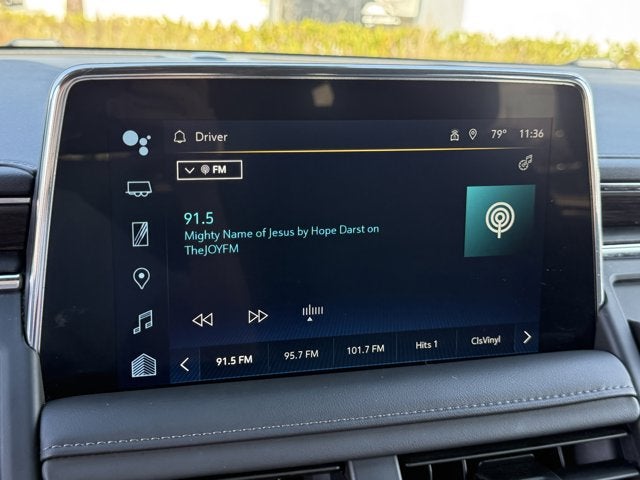 Driver
79° 11:36
FM
91.5
Mighty Name of Jesus by Hope Darst on
TheJOYFM
91.5 FM 95.7 FM 101.7 FM Hits 1 ClsVinyl